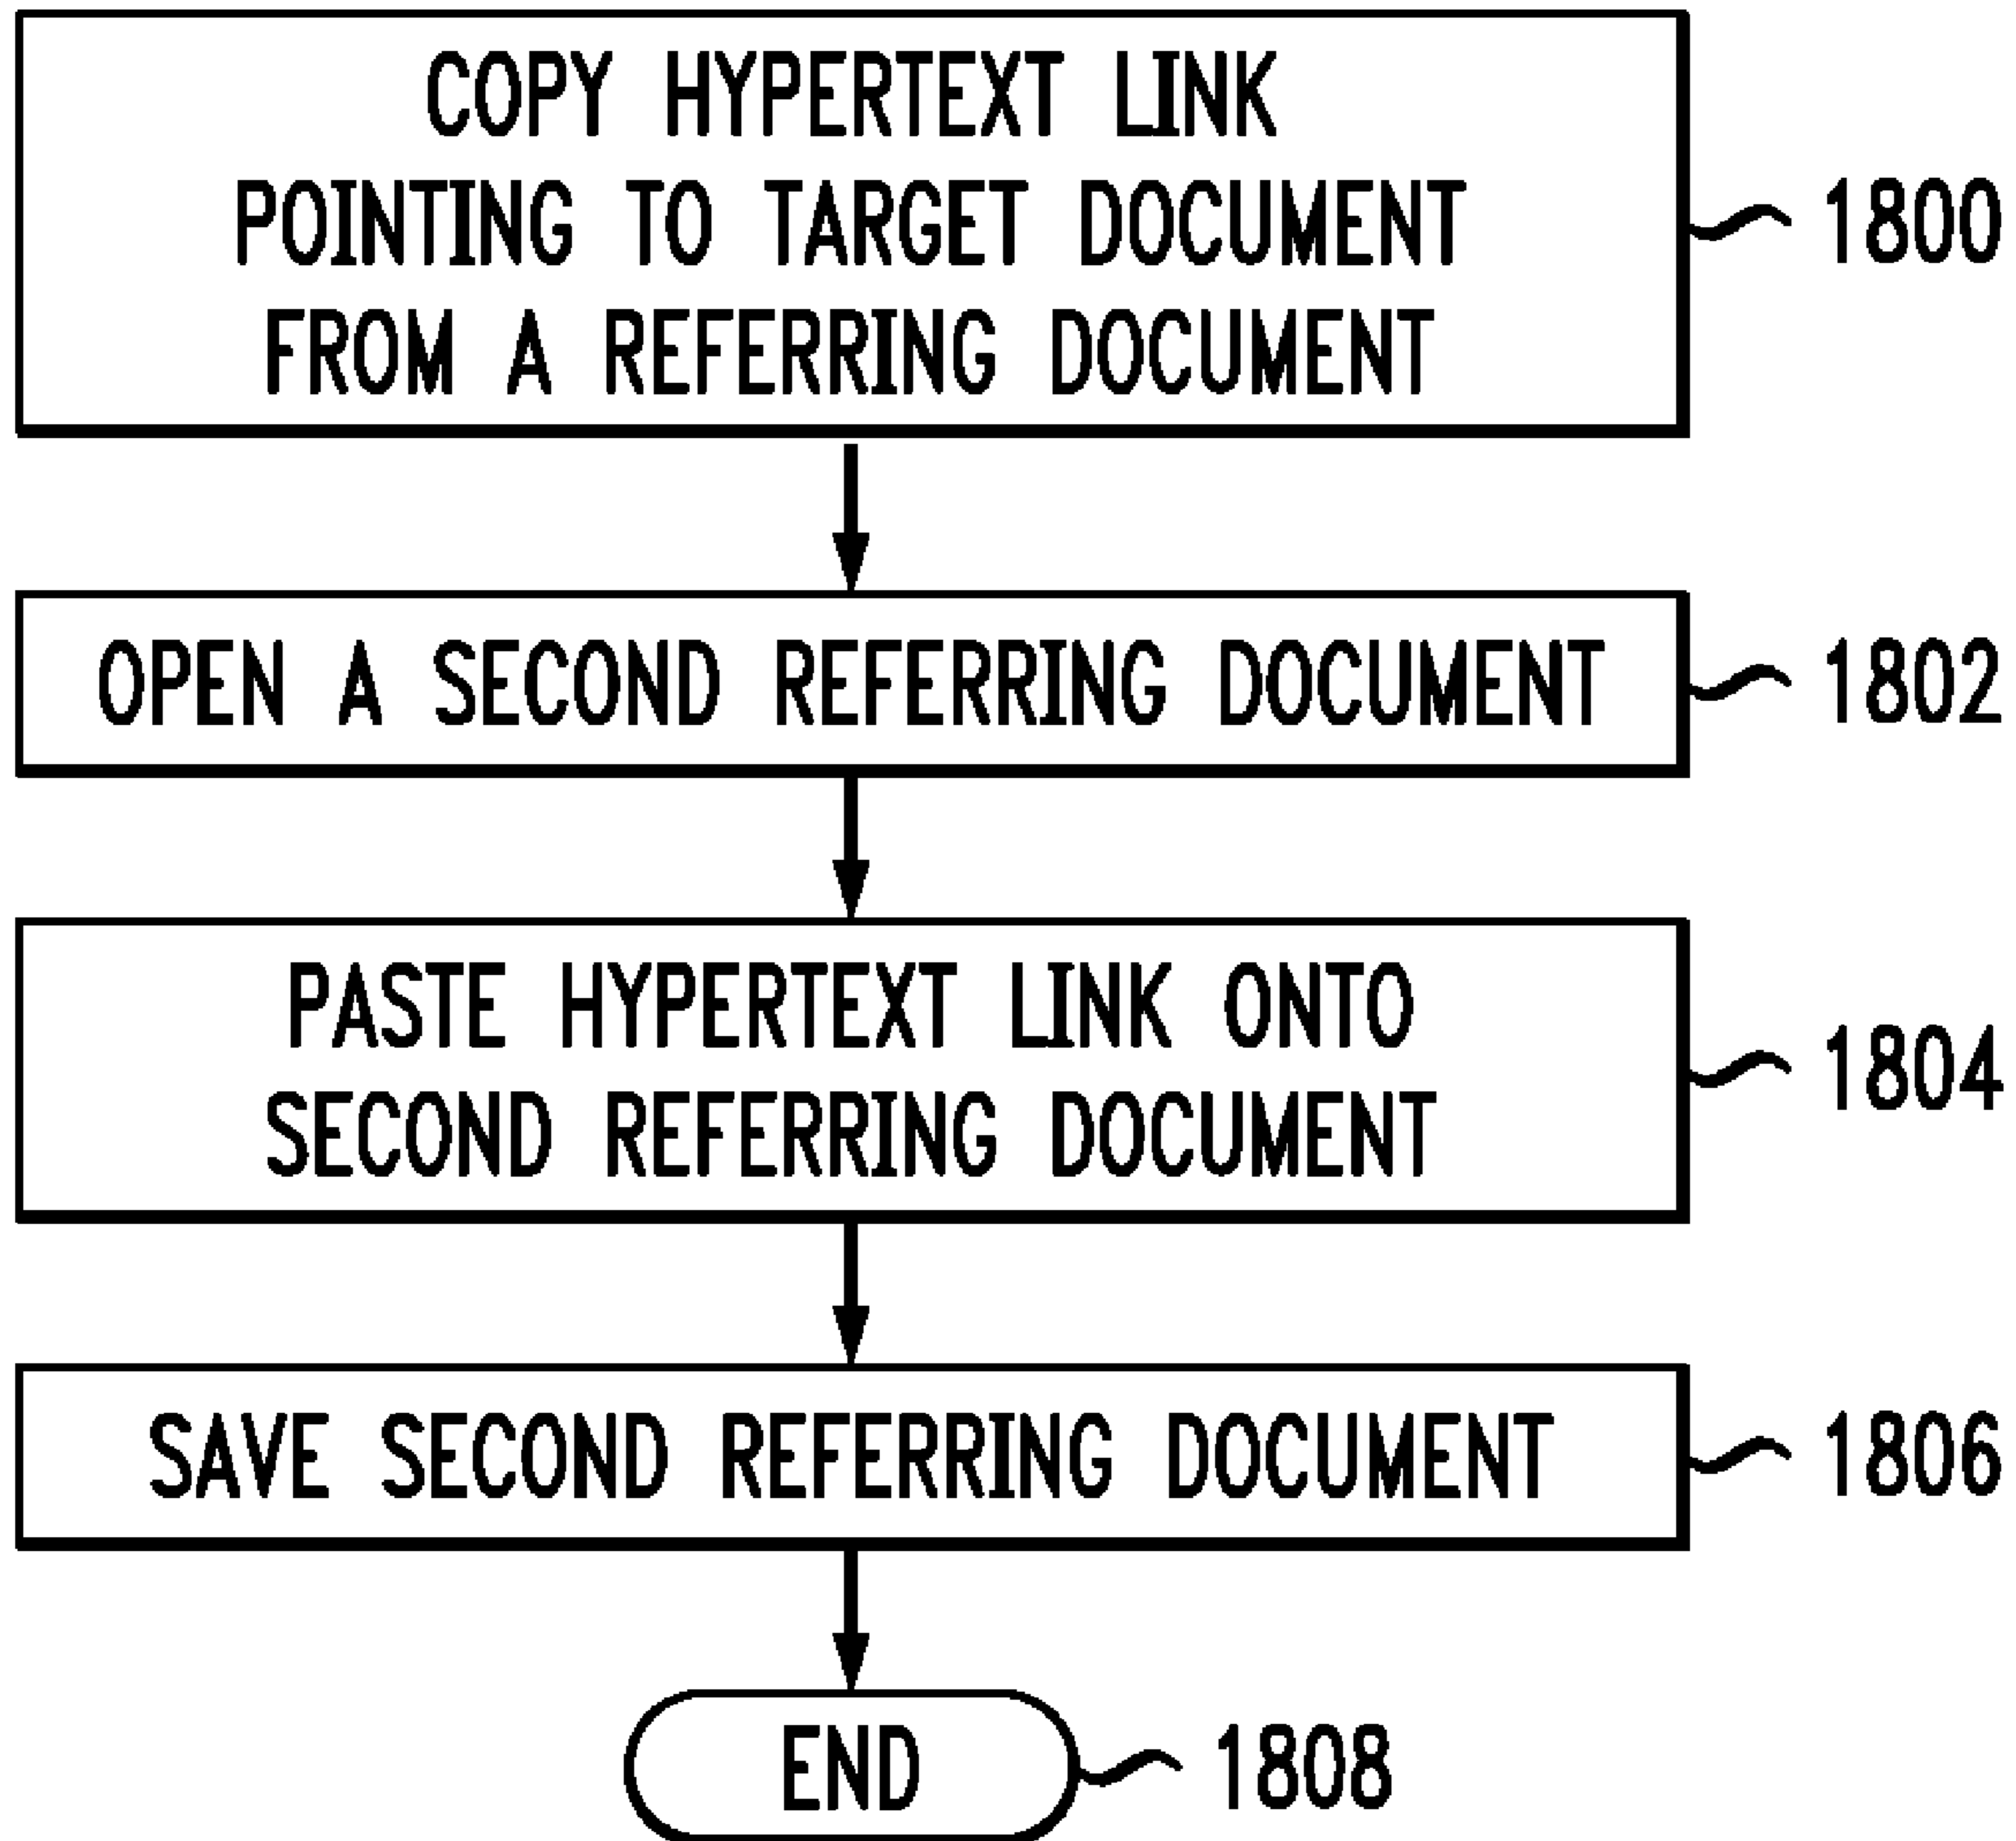 COPY HYPERTEXT LINK
POINTING TO TARGET DOCUMENT
FROM A REFERRING DOCUMENT
1800
OPEN A SECOND REFERRING DOCUMENT
1802
PASTE HYPERTEXT LINK ONTO
SECOND REFERRING DOCUMENT
1804
SAVE SECOND REFERRING DOCUMENT
1806
END
1808